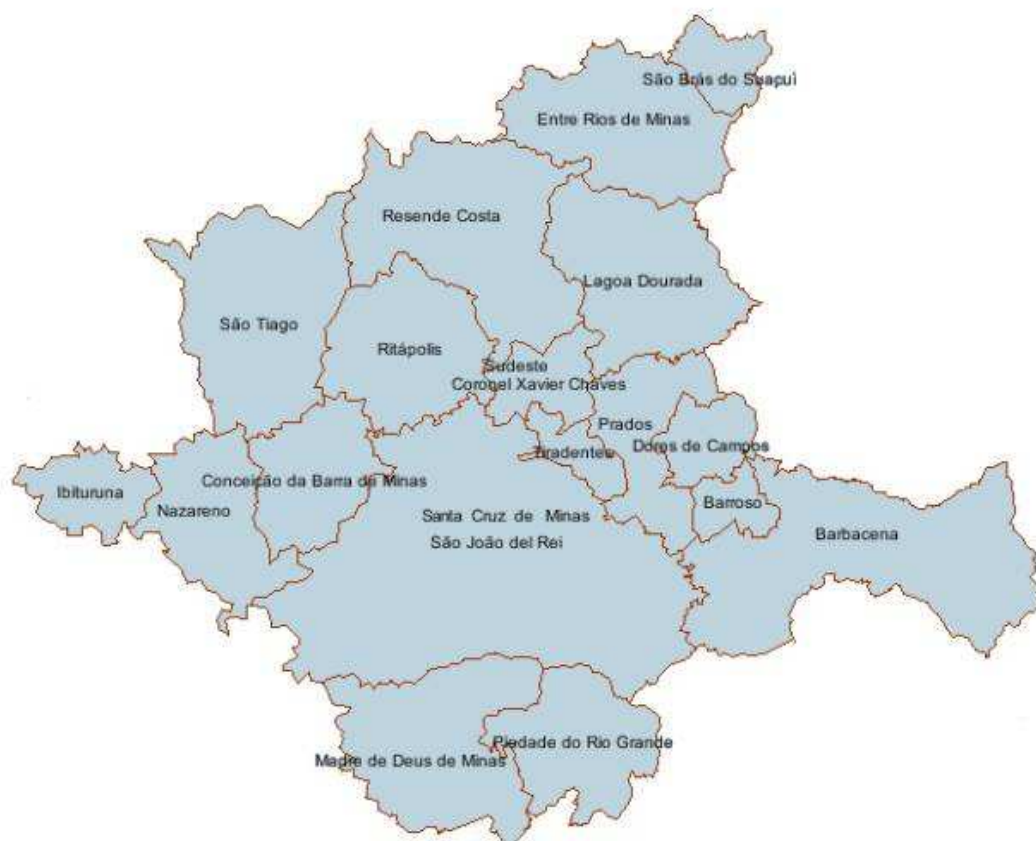 São Brás do Suaçuí
Entre Rios de Minas
Resende Costa
Lagoa Dourada
São Tiago
Ritápolis
Sudeste
Coronel Xavier Chaves
Prados
Dores de Campos
Tiradentes
Conceição da Barra de Minas
Ibituruna
Nazareno
Barroso
Santa Cruz de Minas
São João del Rei
Barbacena
Piedade do Rio Grande
Madre de Deus de Minas